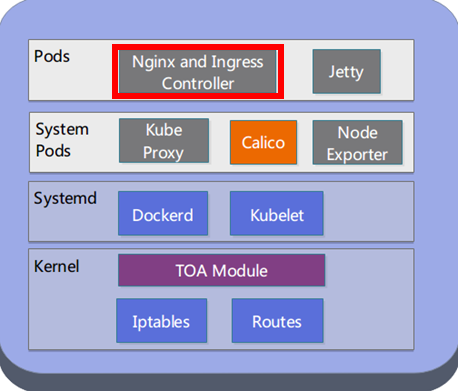 Pods
Nginx and Ingress
Controller
Jetty
System
Pods
Kube
Proxy
Calico
Node
Exporter
Systemd
Dockerd
Kubelet
Kernel
TOA Module
Iptables
Routes